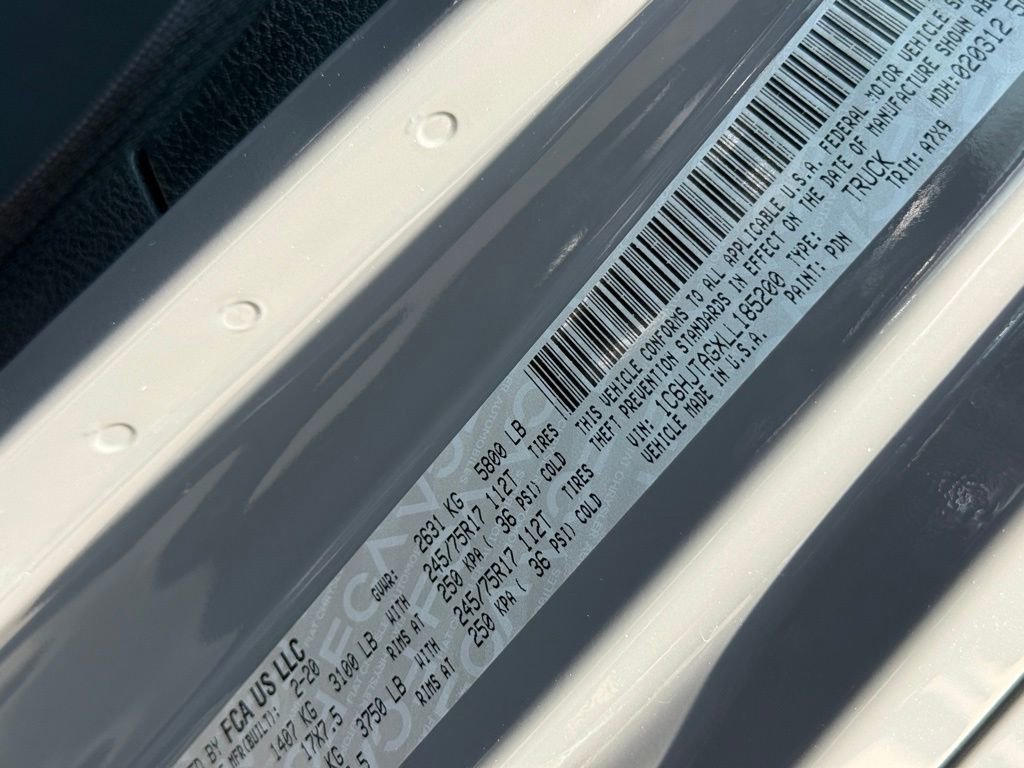 ED BY FCA US LLC
MFR(BUILT): 2-20 GVWR: 2631 KG 5800 LB
1407 KG 3100 LB WITH 245/75R17 112T TIRES
17X7.5 RIMS AT 250 KPA( 36 PSI) COLD
KG 3750 LB WITH 245/75R17 112T TIRES
.5 RIMS AT 250 KPA( 36 PSI) COLD
THIS VEHICLE CONFORMS TO ALL APPLICABLE U.S.A. FEDERAL MOTOR VEHICLE S
THEFT PREVENTION STANDARDS IN EFFECT ON THE DATE OF MANUFACTURE SHOWN AB
VIN: 1C6HJTAGXLL185200 TYPE: TRUCK MDH:020312
VEHICLE MADE IN U.S.A. PAINT: PDN TRIM: A7X9